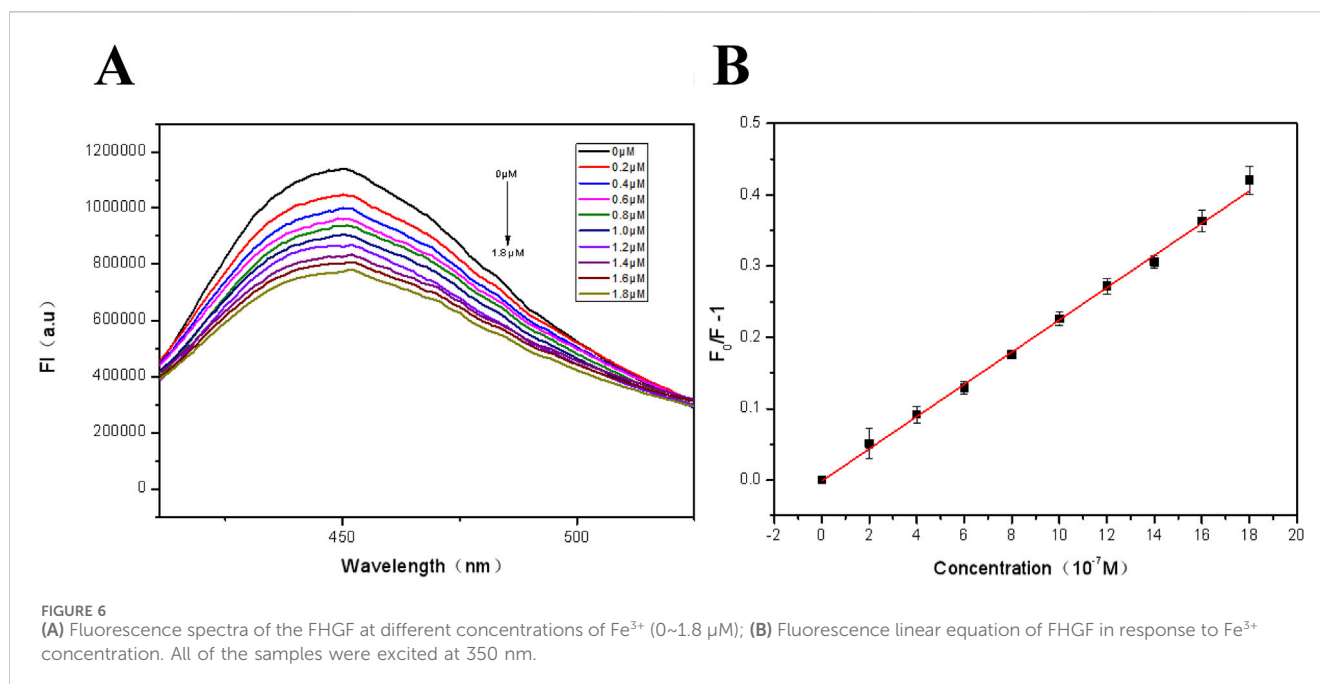 A
B
1200000
1000000
800000
600000
400000
200000
0
FI（a.u）
450
500
Wavelength（nm）
0μM
1.8μM
0μM
0.2μM
0.4μM
0.6μM
0.8μM
1.0μM
1.2μM
1.4μM
1.6μM
1.8μM
0.5
0.4
0.3
0.2
0.1
0.0
F₀/F -1
-2 0 2 4 6 8 10 12 14 16 18 20
Concentration（10⁻⁷M）
FIGURE 6
(A) Fluorescence spectra of the FHGF at different concentrations of Fe³⁺ (0~1.8 μM); (B) Fluorescence linear equation of FHGF in response to Fe³⁺
concentration. All of the samples were excited at 350 nm.